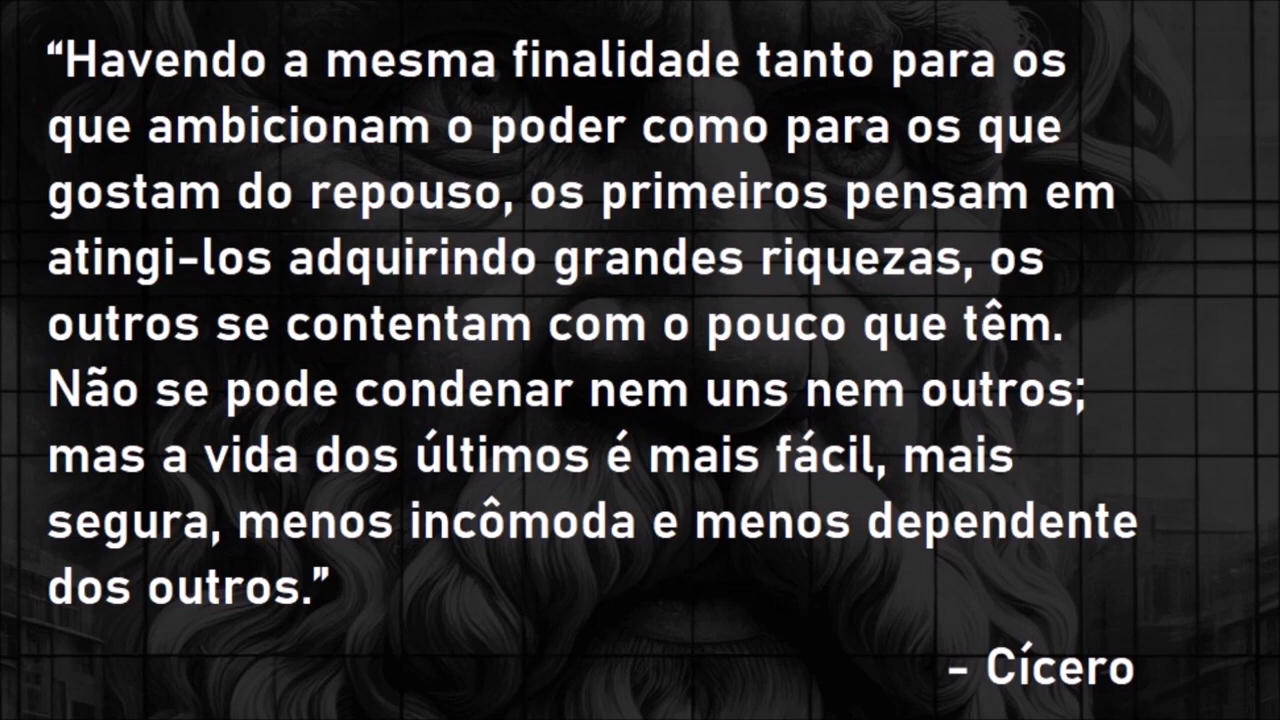 “Havendo a mesma finalidade tanto para os
que ambicionam o poder como para os que
gostam do repouso, os primeiros pensam em
atingi-los adquirindo grandes riquezas, os
outros se contentam com o pouco que têm.
Não se pode condenar nem uns nem outros;
mas a vida dos últimos é mais fácil, mais
segura, menos incômoda e menos dependente
dos outros.”
- Cícero